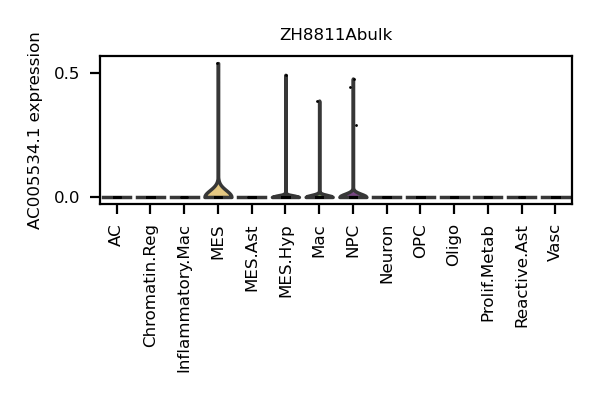 ZH8811Abulk
AC005534.1 expression
0.5
0.0
AC
Chromatin.Reg
Inflammatory.Mac
MES
MES.Ast
MES.Hyp
Mac
NPC
Neuron
OPC
Oligo
Prolif.Metab
Reactive.Ast
Vasc